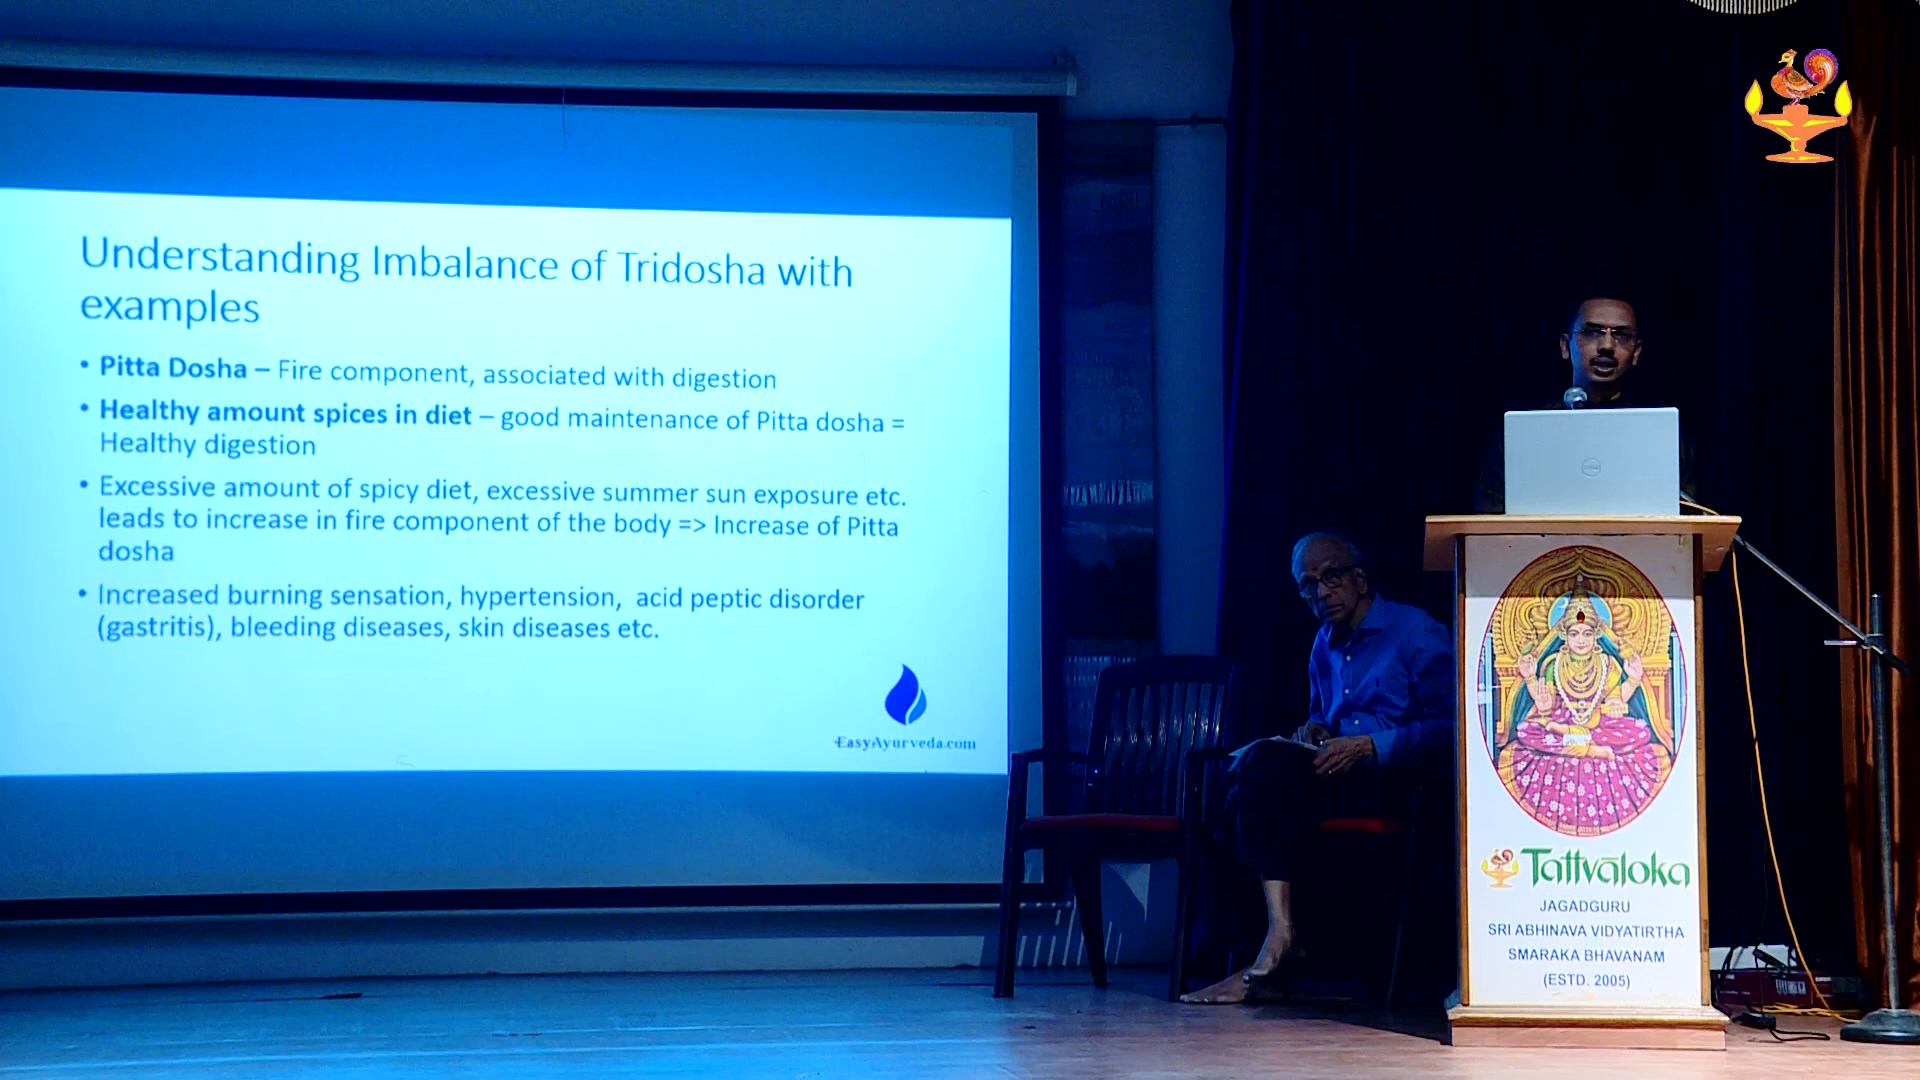 Understanding Imbalance of Tridosha with
examples
• Pitta Dosha – Fire component, associated with digestion
• Healthy amount spices in diet – good maintenance of Pitta dosha =
Healthy digestion
• Excessive amount of spicy diet, excessive summer sun exposure etc.
leads to increase in fire component of the body => Increase of Pitta
dosha
• Increased burning sensation, hypertension, acid peptic disorder
(gastritis), bleeding diseases, skin diseases etc.
EasyAyurveda.com
DELL
Tattvāloka
JAGADGURU
SRI ABHINAVA VIDYATIRTHA
SMARAKA BHAVANAM
(ESTD. 2005)